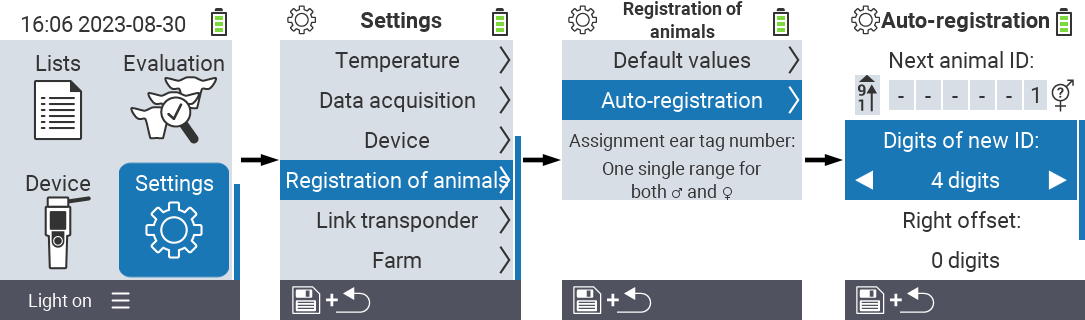 16:06 2023-08-30
Lists
Evaluation
Device
Settings
Light on
Settings
Temperature
Data acquisition
Device
Registration of animals
Link transponder
Farm
+
Registration of
animals
Default values
Auto-registration
Assignment ear tag number:
One single range for
both ♂ and ♀
+
Auto-registration
Next animal ID:
9
1
- - - - - 1
Digits of new ID:
4 digits
Right offset:
0 digits
+